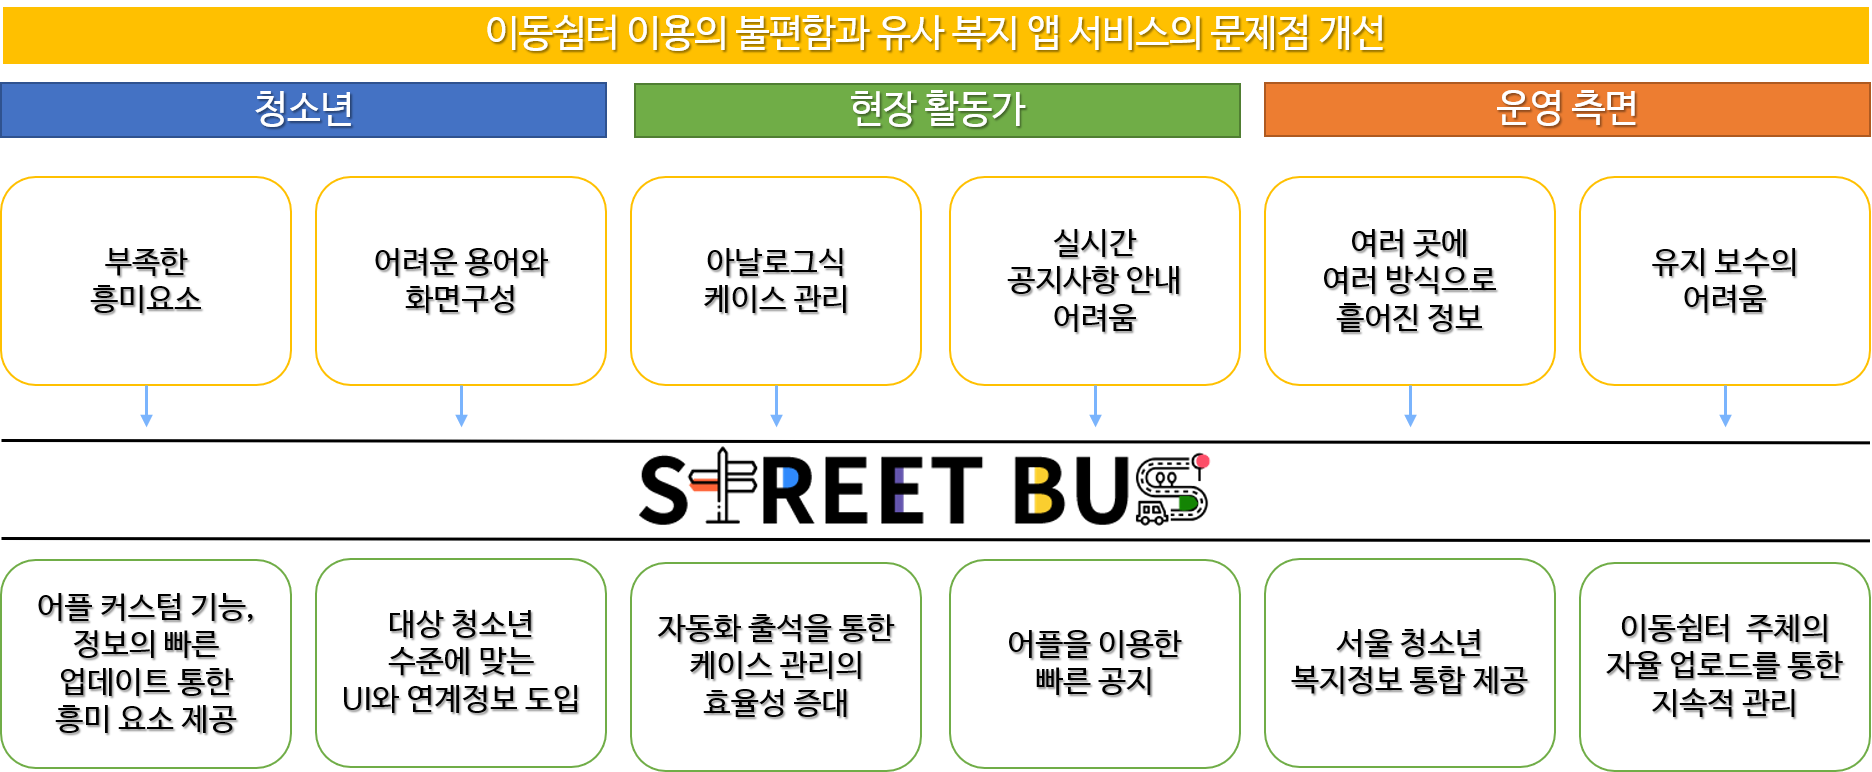 이동쉼터 이용의 불편함과 유사 복지 앱 서비스의 문제점 개선
청소년
현장 활동가
운영 측면
부족한
흥미요소
어려운 용어와
화면구성
아날로그식
케이스 관리
실시간
공지사항 안내
어려움
여러 곳에
여러 방식으로
흩어진 정보
유지 보수의
어려움
STREET BUS
어플 커스텀 기능,
정보의 빠른
업데이트 통한
흥미 요소 제공
대상 청소년
수준에 맞는
UI와 연계정보 도입
자동화 출석을 통한
케이스 관리의
효율성 증대
어플을 이용한
빠른 공지
서울 청소년
복지정보 통합 제공
이동쉼터 주체의
자율 업로드를 통한
지속적 관리